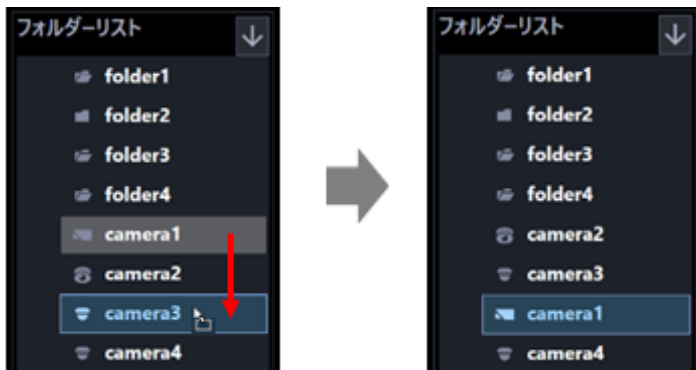 フォルダーリスト
folder1
folder2
folder3
folder4
camera1
camera2
camera3
camera4
フォルダーリスト
folder1
folder2
folder3
folder4
camera2
camera3
camera1
camera4